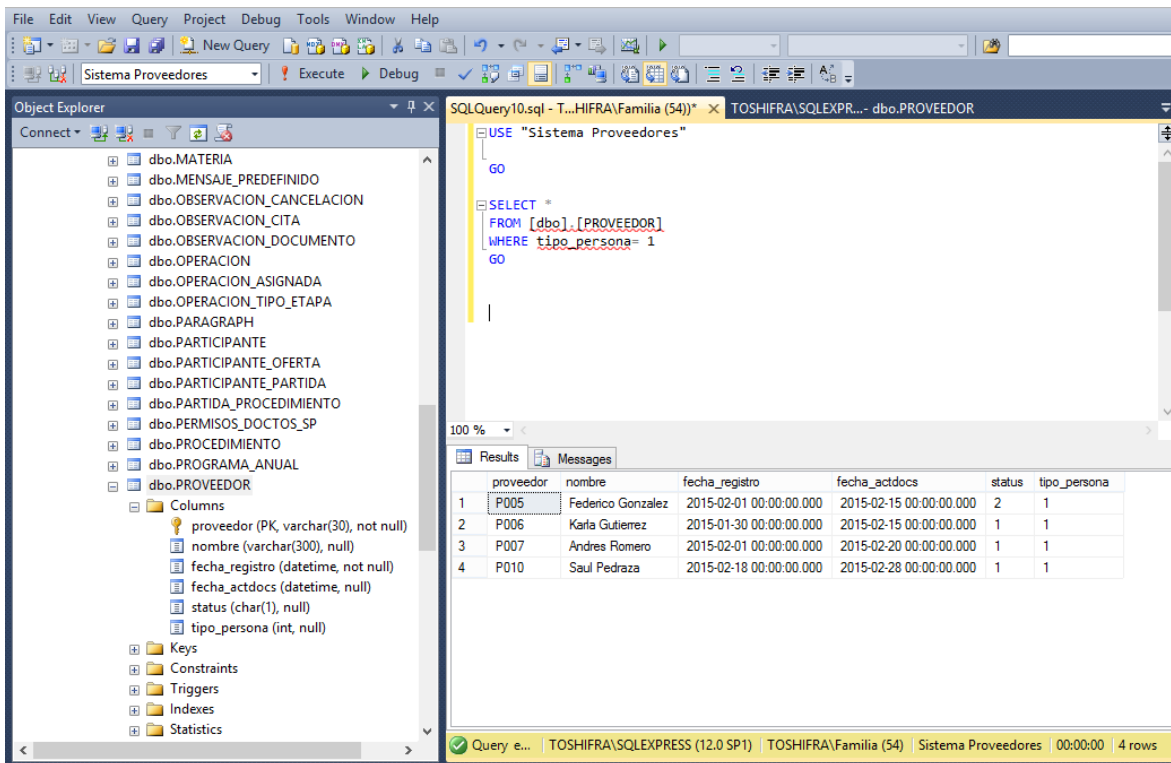 File Edit View Query Project Debug Tools Window Help
New Query
Sistema Proveedores Execute Debug
Object Explorer
Connect
dbo.MATERIA
dbo.MENSAJE_PREDEFINIDO
dbo.OBSERVACION_CANCELACION
dbo.OBSERVACION_CITA
dbo.OBSERVACION_DOCUMENTO
dbo.OPERACION
dbo.OPERACION_ASIGNADA
dbo.OPERACION_TIPO_ETAPA
dbo.PARAGRAPH
dbo.PARTICIPANTE
dbo.PARTICIPANTE_OFERTA
dbo.PARTICIPANTE_PARTIDA
dbo.PARTIDA_PROCEDIMIENTO
dbo.PERMISOS_DOCTOS_SP
dbo.PROCEDIMIENTO
dbo.PROGRAMA_ANUAL
dbo.PROVEEDOR
Columns
proveedor (PK, varchar(30), not null)
nombre (varchar(300), null)
fecha_registro (datetime, not null)
fecha_actdocs (datetime, null)
status (char(1), null)
tipo_persona (int, null)
Keys
Constraints
Triggers
Indexes
Statistics
SQLQuery10.sql - T...HIFRA\Familia (54))* TOSHIFRA\SQLEXPR...- dbo.PROVEEDOR
USE "Sistema Proveedores"
GO
SELECT *
FROM [dbo].[PROVEEDOR]
WHERE tipo_persona= 1
GO
100 %
Results Messages
proveedor nombre fecha_registro fecha_actdocs status tipo_persona
1 P005 Federico Gonzalez 2015-02-01 00:00:00.000 2015-02-15 00:00:00.000 2 1
2 P006 Karla Gutierrez 2015-01-30 00:00:00.000 2015-02-15 00:00:00.000 1 1
3 P007 Andres Romero 2015-02-01 00:00:00.000 2015-02-20 00:00:00.000 1 1
4 P010 Saul Pedraza 2015-02-18 00:00:00.000 2015-02-28 00:00:00.000 1 1
Query e... TOSHIFRA\SQLEXPRESS (12.0 SP1) TOSHIFRA\Familia (54) Sistema Proveedores 00:00:00 4 rows